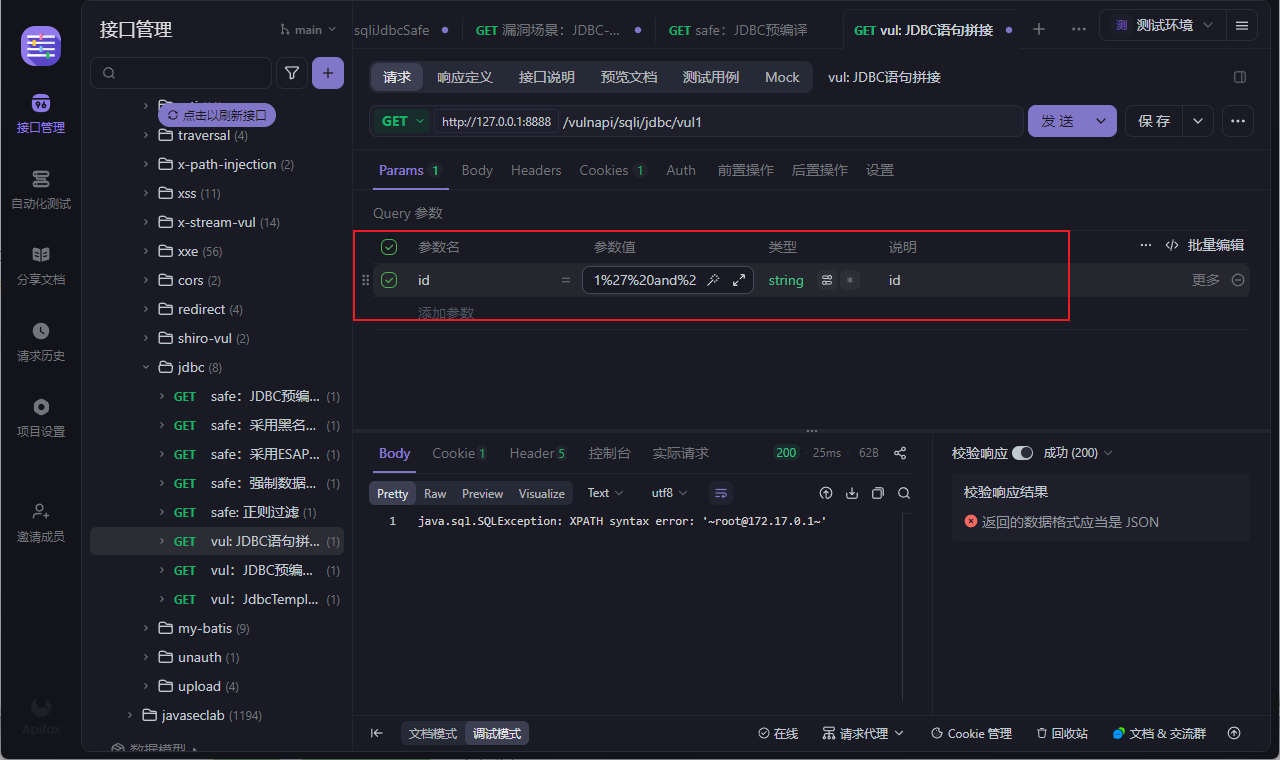 接口管理
main
sqliJdbcSafe
GET 漏洞场景：JDBC-...
GET safe：JDBC预编译
GET vul: JDBC语句拼接
测 测试环境
请求
响应定义
接口说明
预览文档
测试用例
Mock
vul: JDBC语句拼接
GET
http://127.0.0.1:8888
/vulnapi/sqli/jdbc/vul1
发 送
保 存
Params 1
Body
Headers
Cookies 1
Auth
前置操作
后置操作
设置
Query 参数
参数名
参数值
类型
说明
批量编辑
id
=
1%27%20and%2
string
*
id
更多
添加参数
接口管理
自动化测试
分享文档
请求历史
项目设置
邀请成员
Apifox
点击以刷新接口
traversal (4)
x-path-injection (2)
xss (11)
x-stream-vul (14)
xxe (56)
cors (2)
redirect (4)
shiro-vul (2)
jdbc (8)
GET safe：JDBC预编... (1)
GET safe：采用黑名... (1)
GET safe：采用ESAP... (1)
GET safe：强制数据... (1)
GET safe: 正则过滤 (1)
GET vul: JDBC语句拼... (1)
GET vul：JDBC预编... (1)
GET vul：JdbcTempl... (1)
my-batis (9)
unauth (1)
upload (4)
javaseclab (1194)
数据模型
Body
Cookie 1
Header 5
控制台
实际请求
200
25ms
62B
Pretty
Raw
Preview
Visualize
Text
utf8
1
java.sql.SQLException: XPATH syntax error: '~root@172.17.0.1~'
校验响应
成功 (200)
校验响应结果
返回的数据格式应当是 JSON
文档模式
调试模式
在线
请求代理
Cookie 管理
回收站
文档 & 交流群